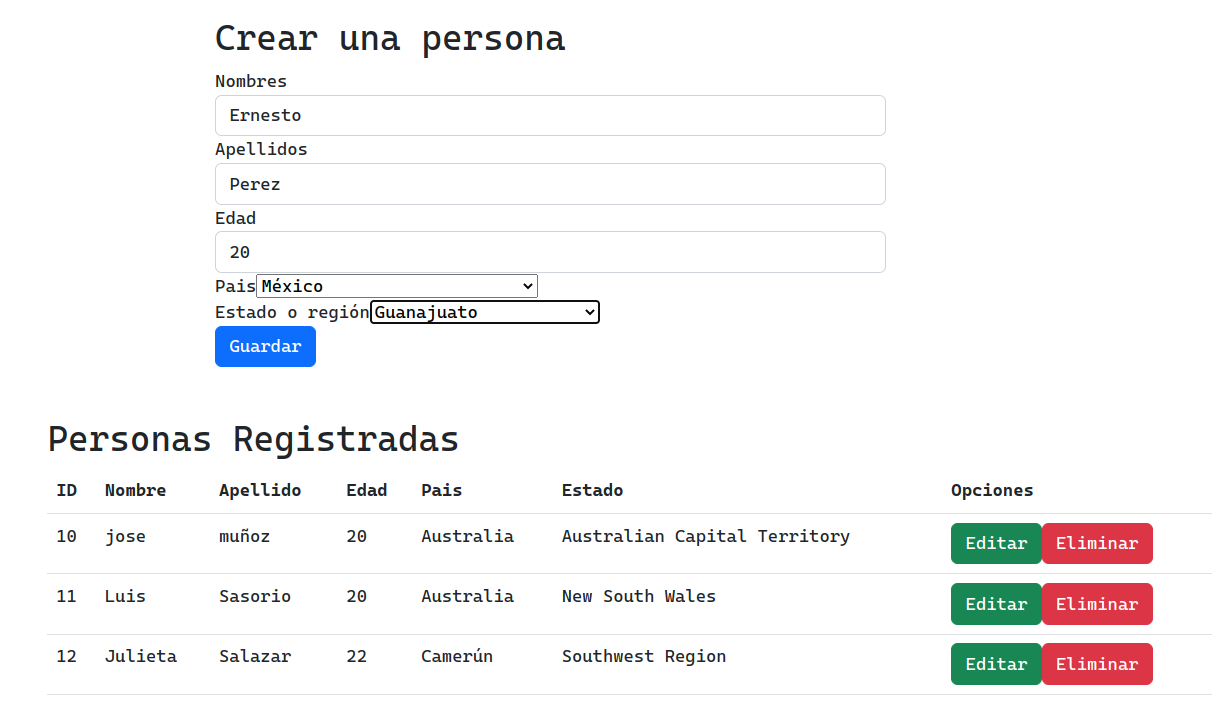 Crear una persona
Nombres
Ernesto
Apellidos
Perez
Edad
20
Pais México
Estado o región Guanajuato
Guardar
Personas Registradas
ID Nombre Apellido Edad Pais Estado Opciones
10 jose muñoz 20 Australia Australian Capital Territory Editar Eliminar
11 Luis Sasorio 20 Australia New South Wales Editar Eliminar
12 Julieta Salazar 22 Camerún Southwest Region Editar Eliminar